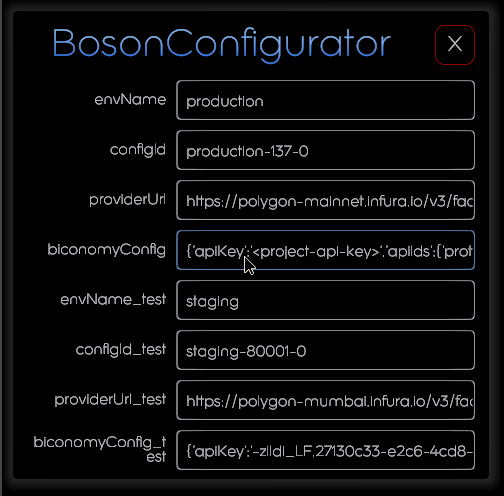 BosonConfigurator
X
envName
production
configId
production-137-0
providerUrl
https://polygon-mainnet.infura.io/v3/fac
biconomyConfig
{'apiKey':'<project-api-key>','apiIds':{'prot
envName_test
staging
configId_test
staging-80001-0
providerUrl_test
https://polygon-mumbai.infura.io/v3/fac
biconomyConfig_t
est
{'apiKey':'-zildi_LF.27130c33-e2c6-4cd8-